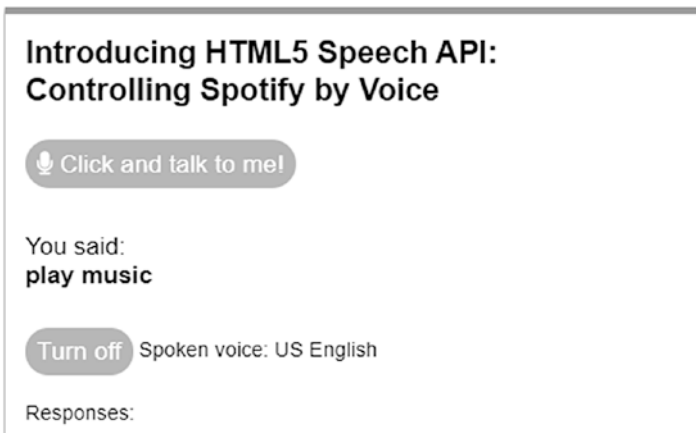 Introducing HTML5 Speech API:
Controlling Spotify by Voice
Click and talk to me!
You said:
play music
Turn off Spoken voice: US English
Responses: